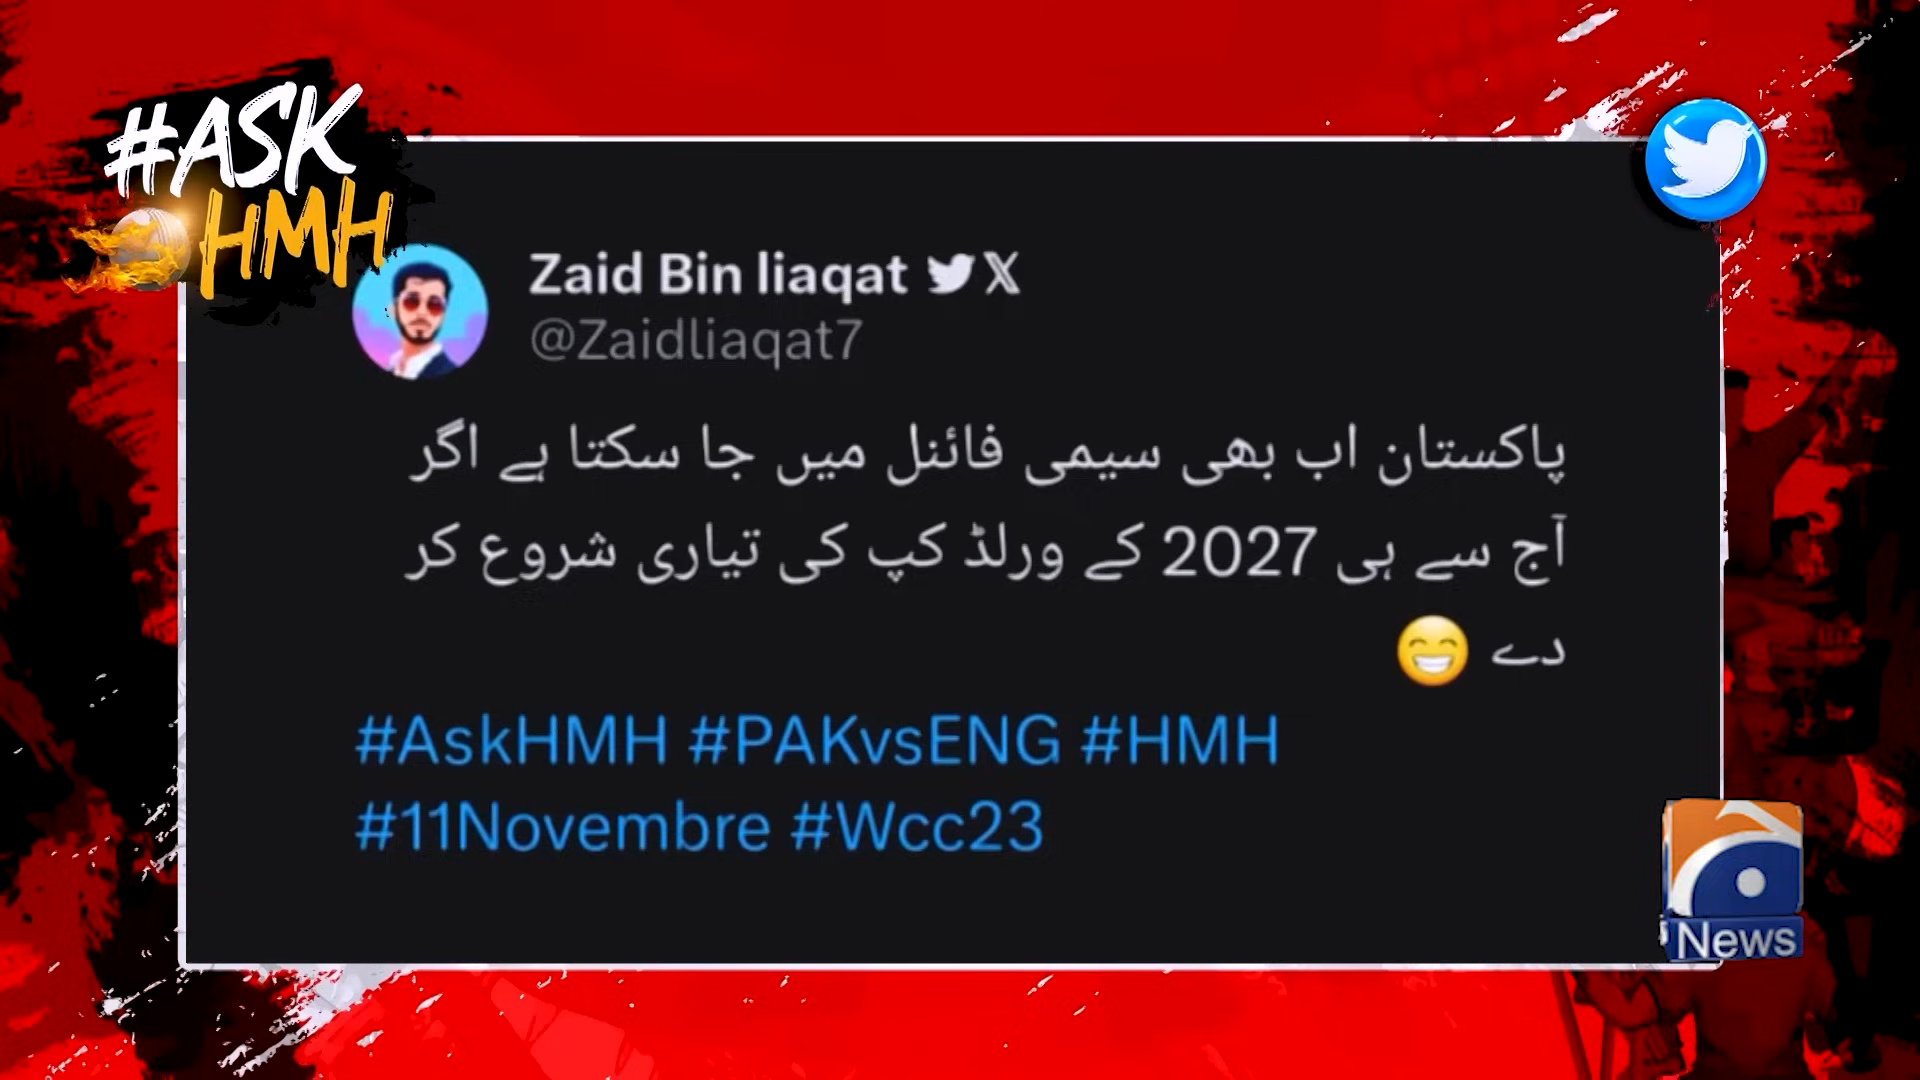 #ASK
HMH
Zaid Bin liaqat
@Zaidliaqat7
پاکستان اب بھی سیمی فائنل میں جا سکتا ہے اگر
آج سے ہی 2027 کے ورلڈ کپ کی تیاری شروع کر
دے 😁
#AskHMH #PAKvsENG #HMH
#11Novembre #Wcc23
News